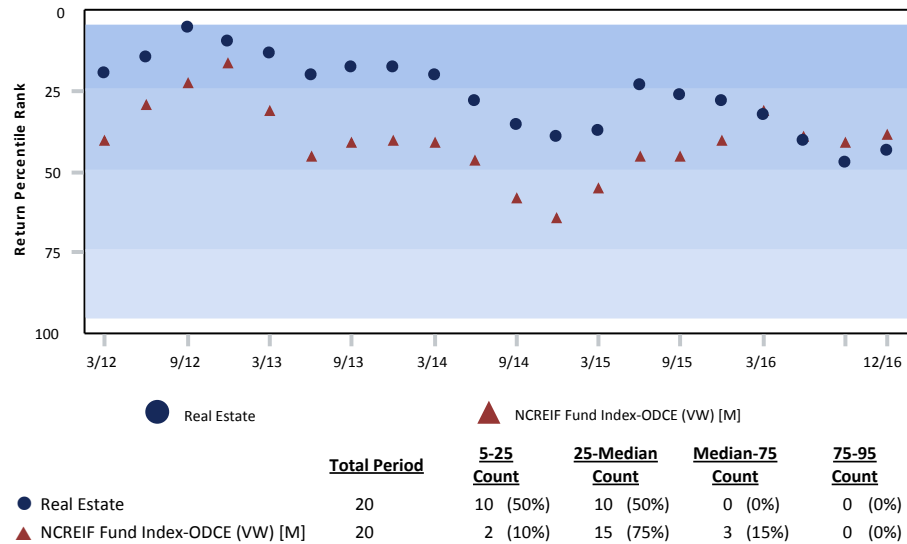 0
25
50
75
100
Return Percentile Rank
3/12 9/12 3/13 9/13 3/14 9/14 3/15 9/15 3/16 12/16
Real Estate NCREIF Fund Index-ODCE (VW) [M]
Total Period 5-25 Count 25-Median Count Median-75 Count 75-95 Count
Real Estate 20 10 (50%) 10 (50%) 0 (0%) 0 (0%)
NCREIF Fund Index-ODCE (VW) [M] 20 2 (10%) 15 (75%) 3 (15%) 0 (0%)